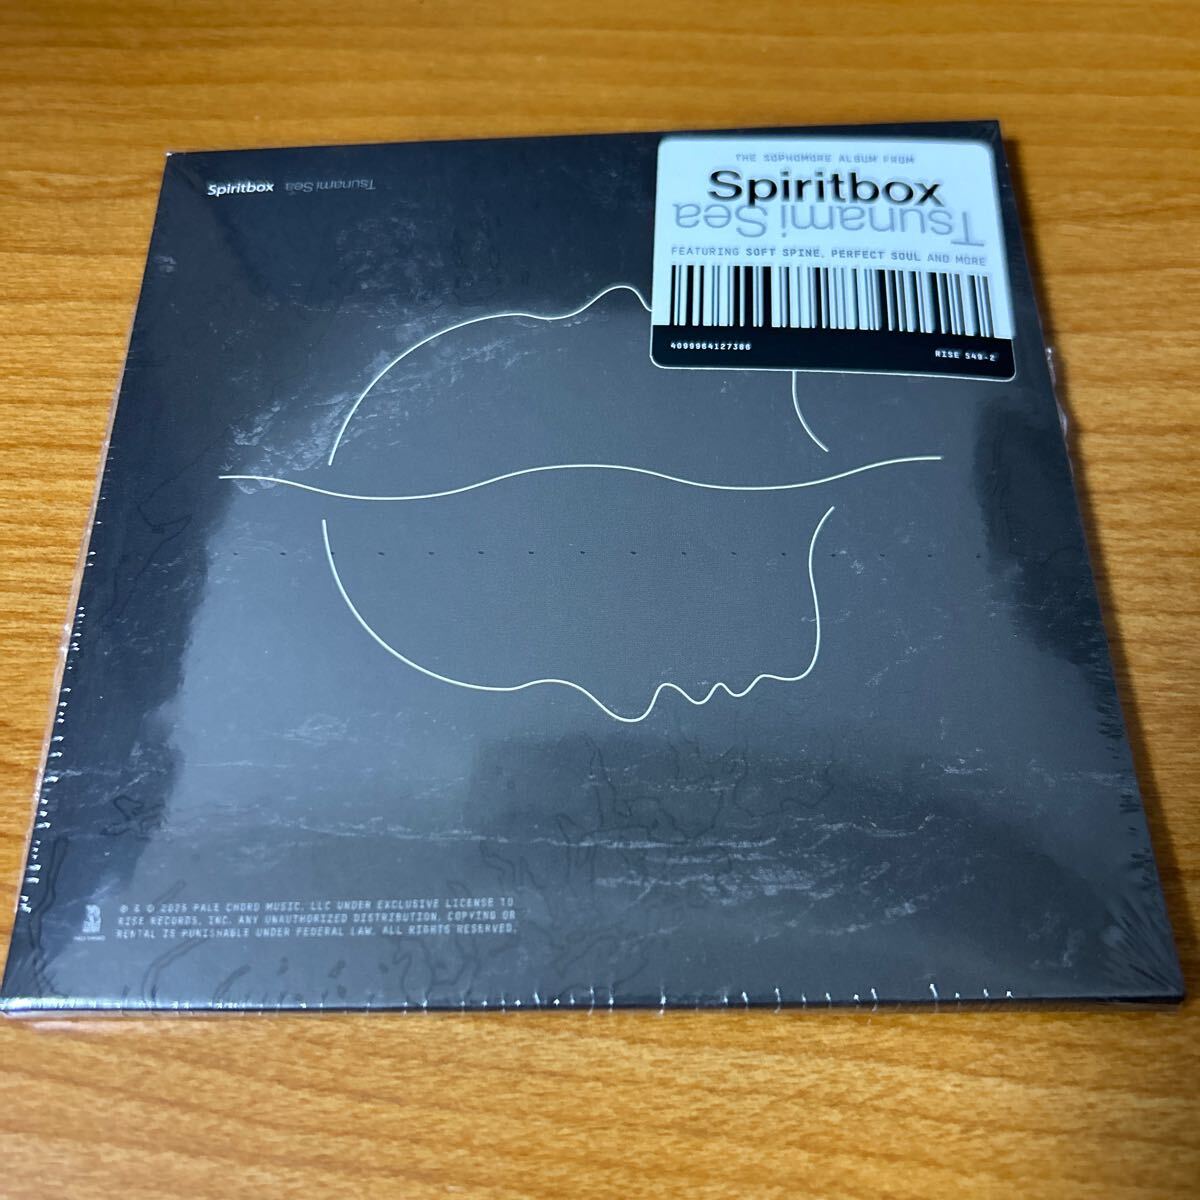 Spiritbox Tsunami Sea
THE SOPHOMORE ALBUM FROM
Spiritbox
Tsunami Sea
FEATURING SOFT SPINE, PERFECT SOUL AND MORE
4099964127386 RISE 549-2
℗ & © 2025 PALE CHORD MUSIC, LLC UNDER EXCLUSIVE LICENSE TO
RISE RECORDS, INC. ANY UNAUTHORIZED DISTRIBUTION, COPYING OR
RENTAL IS PUNISHABLE UNDER FEDERAL LAW. ALL RIGHTS RESERVED.
PALE CHORD